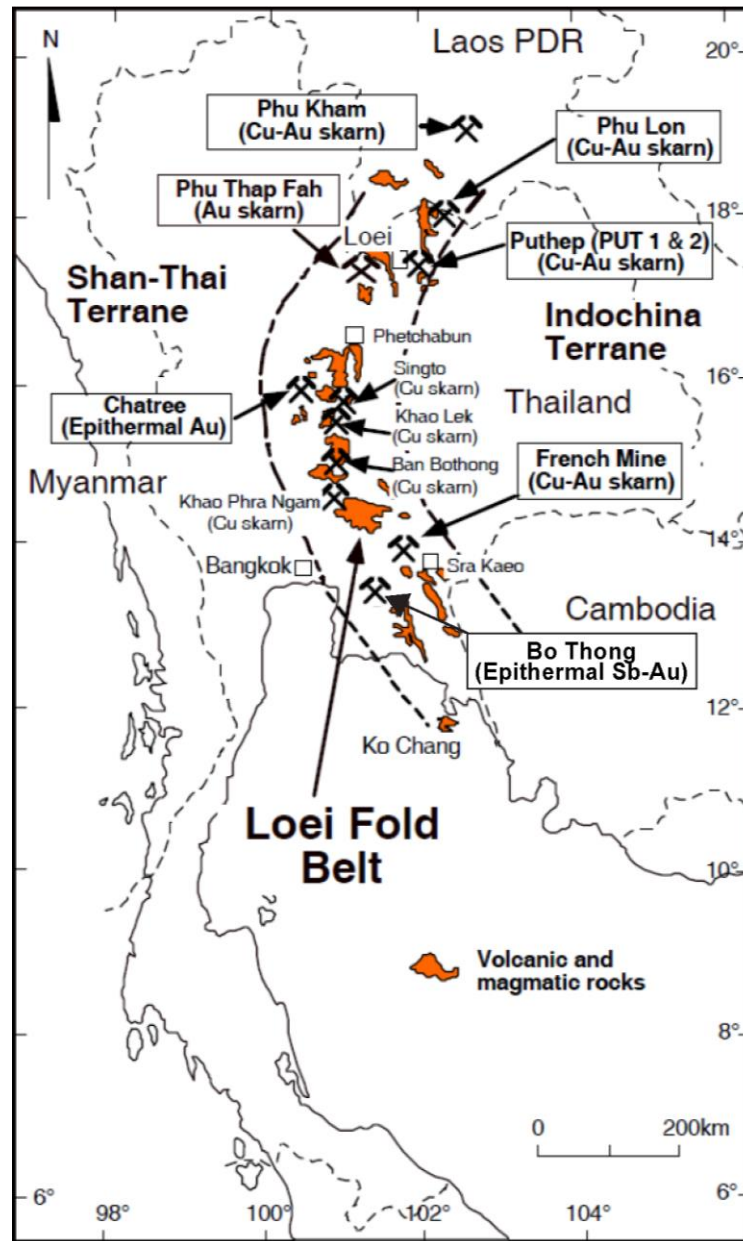 N
Laos PDR
20°
Phu Kham
(Cu-Au skarn)
Phu Lon
(Cu-Au skarn)
Phu Thap Fah
(Au skarn)
18°
Loei
Puthep (PUT 1 & 2)
(Cu-Au skarn)
Shan-Thai
Terrane
Indochina
Terrane
Phetchabun
Singto
(Cu skarn)
16°
Chatree
(Epithermal Au)
Khao Lek
(Cu skarn)
Thailand
Myanmar
Ban Bothong
(Cu skarn)
French Mine
(Cu-Au skarn)
Khao Phra Ngam
(Cu skarn)
14°
Bangkok
Sra Kaeo
Cambodia
Bo Thong
(Epithermal Sb-Au)
12°
Ko Chang
Loei Fold
Belt
10°
Volcanic and
magmatic rocks
8°
0 200km
6°
6°
98° 100° 102° 104°